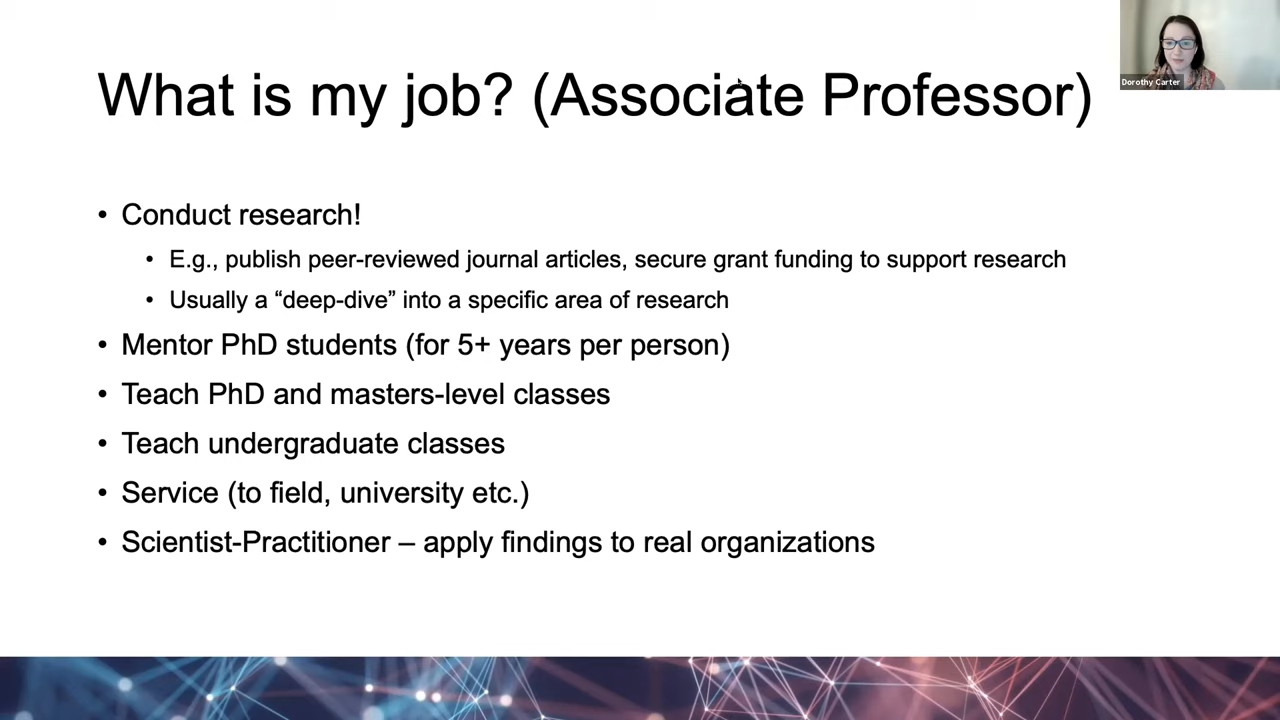 What is my job? (Associate Professor)
Dorothy Carter
• Conduct research!
• E.g., publish peer-reviewed journal articles, secure grant funding to support research
• Usually a “deep-dive” into a specific area of research
• Mentor PhD students (for 5+ years per person)
• Teach PhD and masters-level classes
• Teach undergraduate classes
• Service (to field, university etc.)
• Scientist-Practitioner – apply findings to real organizations